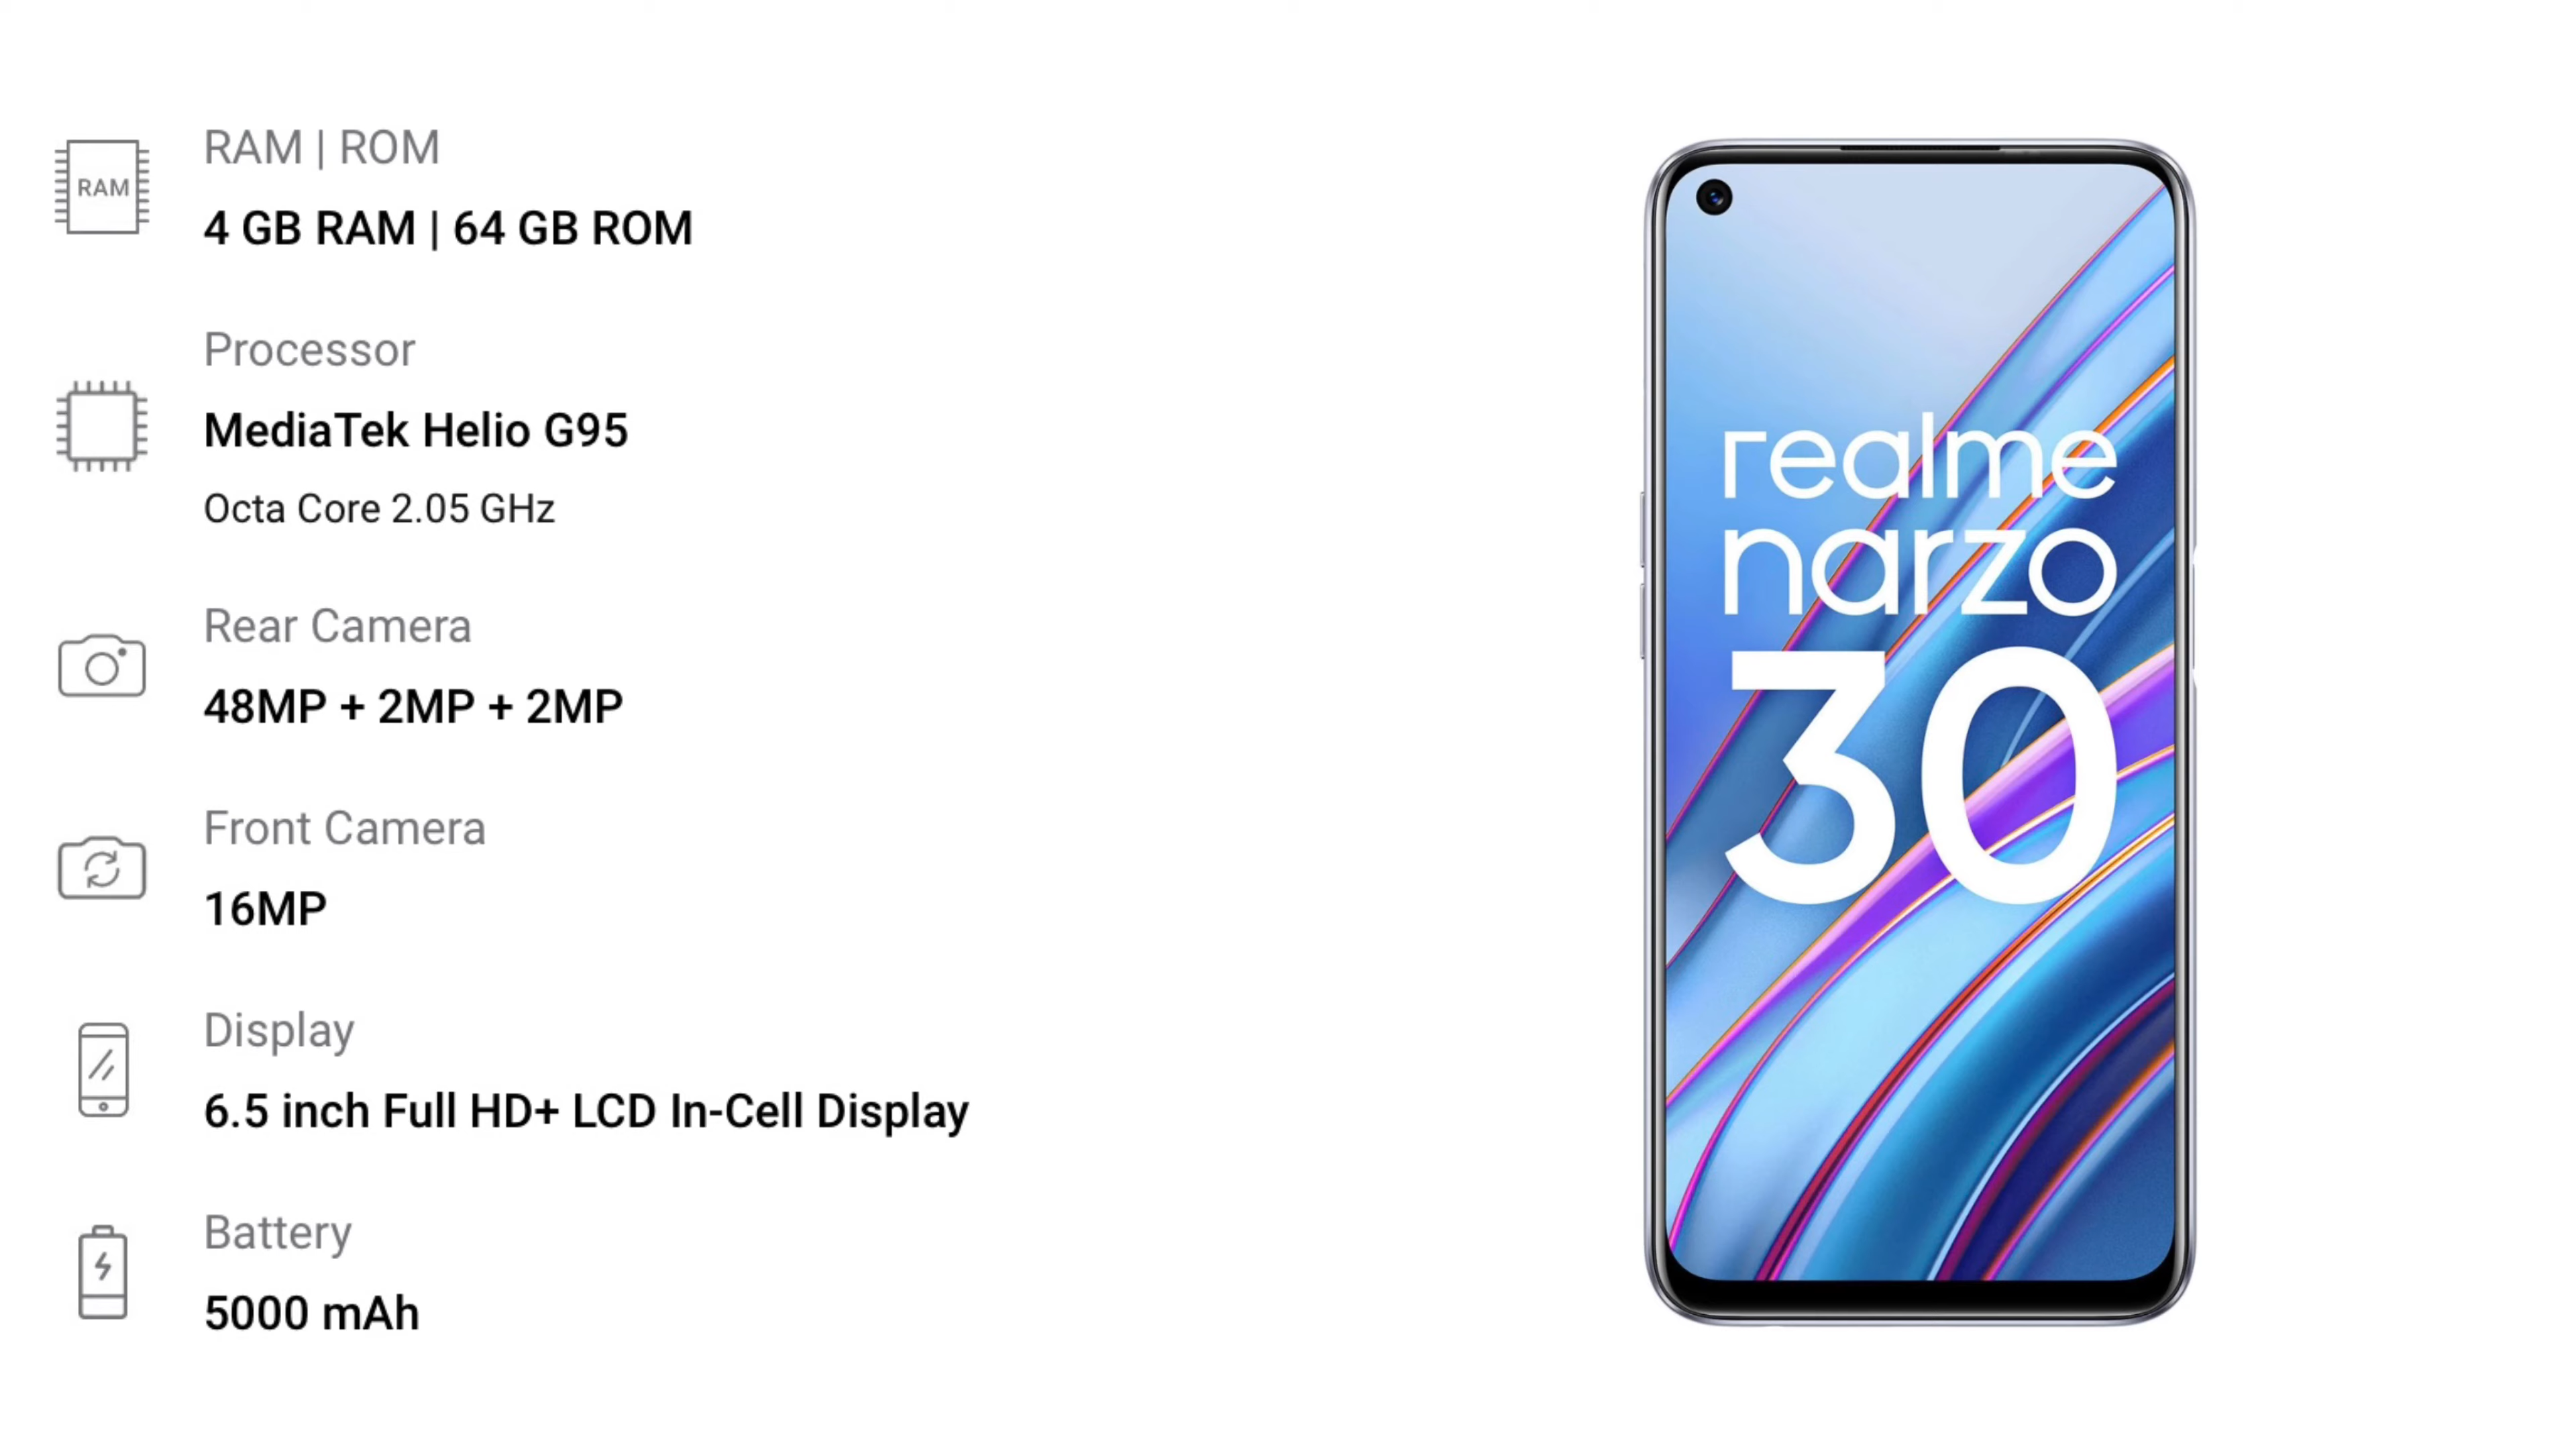 RAM | ROM
RAM
4 GB RAM | 64 GB ROM
Processor
MediaTek Helio G95
Octa Core 2.05 GHz
Rear Camera
48MP + 2MP + 2MP
Front Camera
16MP
Display
6.5 inch Full HD+ LCD In-Cell Display
Battery
5000 mAh
realme
narzo
30